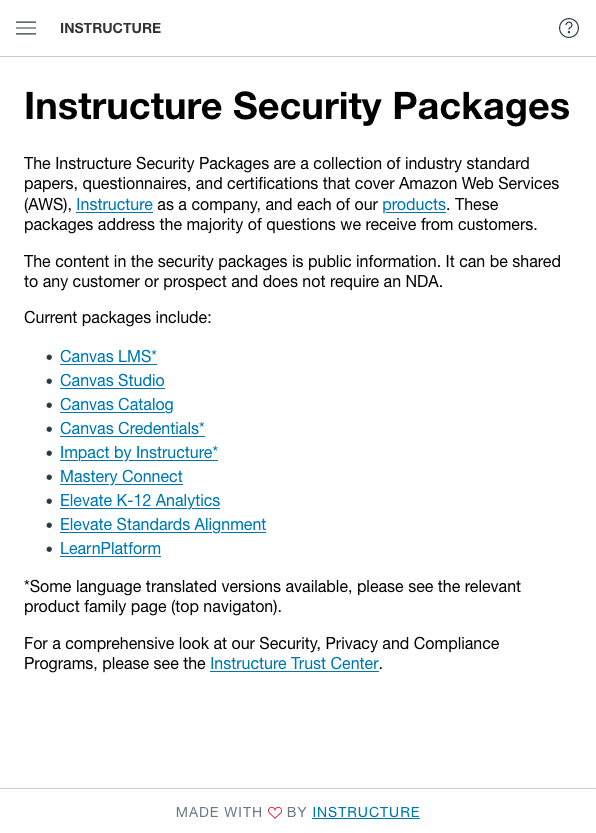 INSTRUCTURE
Instructure Security Packages
The Instructure Security Packages are a collection of industry standard
papers, questionnaires, and certifications that cover Amazon Web Services
(AWS), Instructure as a company, and each of our products. These
packages address the majority of questions we receive from customers.
The content in the security packages is public information. It can be shared
to any customer or prospect and does not require an NDA.
Current packages include:
Canvas LMS*
Canvas Studio
Canvas Catalog
Canvas Credentials*
Impact by Instructure*
Mastery Connect
Elevate K-12 Analytics
Elevate Standards Alignment
LearnPlatform
*Some language translated versions available, please see the relevant
product family page (top navigaton).
For a comprehensive look at our Security, Privacy and Compliance
Programs, please see the Instructure Trust Center.
MADE WITH ♡ BY INSTRUCTURE